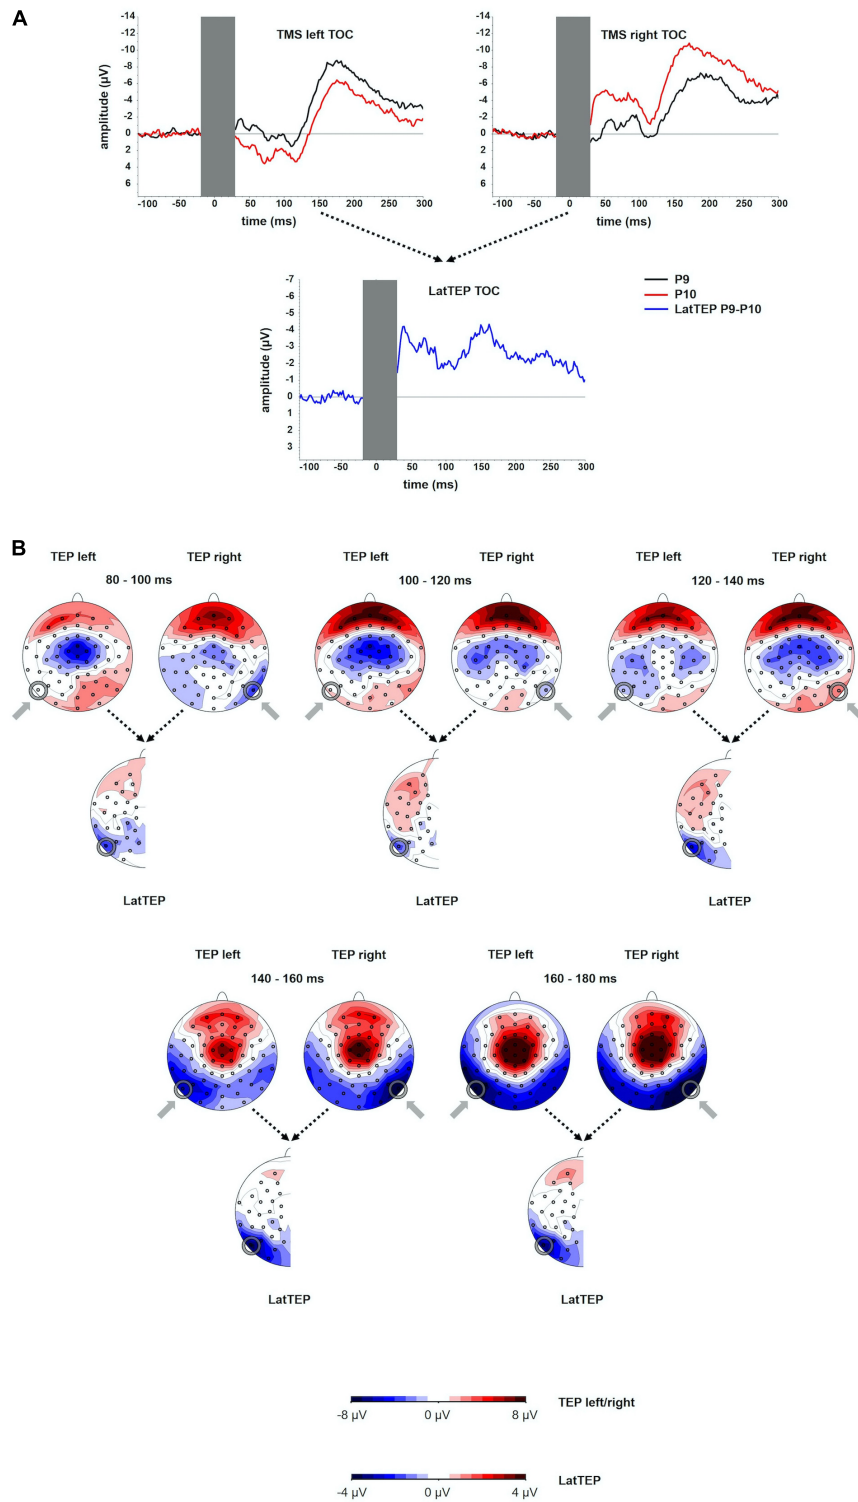 A
TMS left TOC
-14
-10
-8
-6
-4
-2
0
2
4
6
amplitude (µV)
-100 -50 0 50 100 150 200 250 300
time (ms)
TMS right TOC
-14
-10
-8
-6
-4
-2
0
2
4
6
-100 -50 0 50 100 150 200 250 300
time (ms)
LatTEP TOC
-7
-6
-5
-4
-3
-2
-1
0
1
2
3
amplitude (µV)
-100 -50 0 50 100 150 200 250 300
time (ms)
P9
P10
LatTEP P9-P10
B
TEP left TEP right
80 - 100 ms
LatTEP
TEP left TEP right
100 - 120 ms
LatTEP
TEP left TEP right
120 - 140 ms
LatTEP
TEP left TEP right
140 - 160 ms
LatTEP
TEP left TEP right
160 - 180 ms
LatTEP
-8 µV 0 µV 8 µV TEP left/right
-4 µV 0 µV 4 µV LatTEP